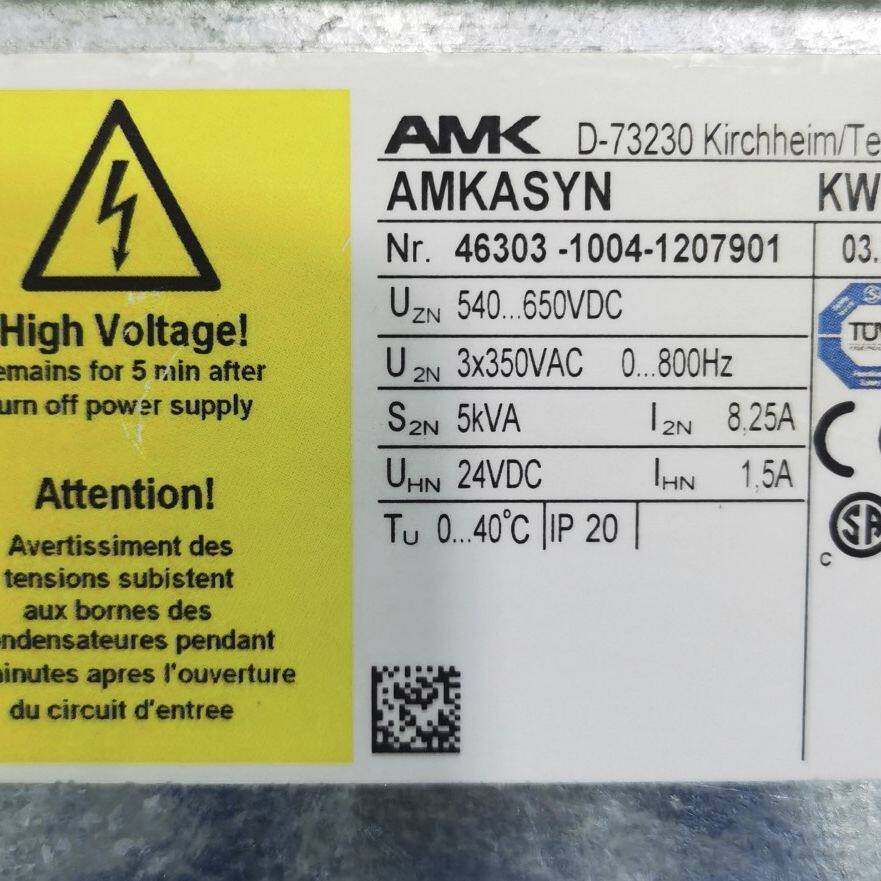 High Voltage!
emains for 5 min after
urn off power supply
Attention!
Avertissiment des
tensions subistent
aux bornes des
ndensateures pendant
inutes apres l'ouverture
du circuit d'entree
AMK D-73230 Kirchheim/Te
AMKASYN KW
Nr. 46303 -1004-1207901 03.
UZN 540...650VDC
U2N 3x350VAC 0...800Hz
S2N 5kVA I2N 8,25A
UHN 24VDC IHN 1,5A
TU 0...40°C IP 20
TÜV
C
SA
C